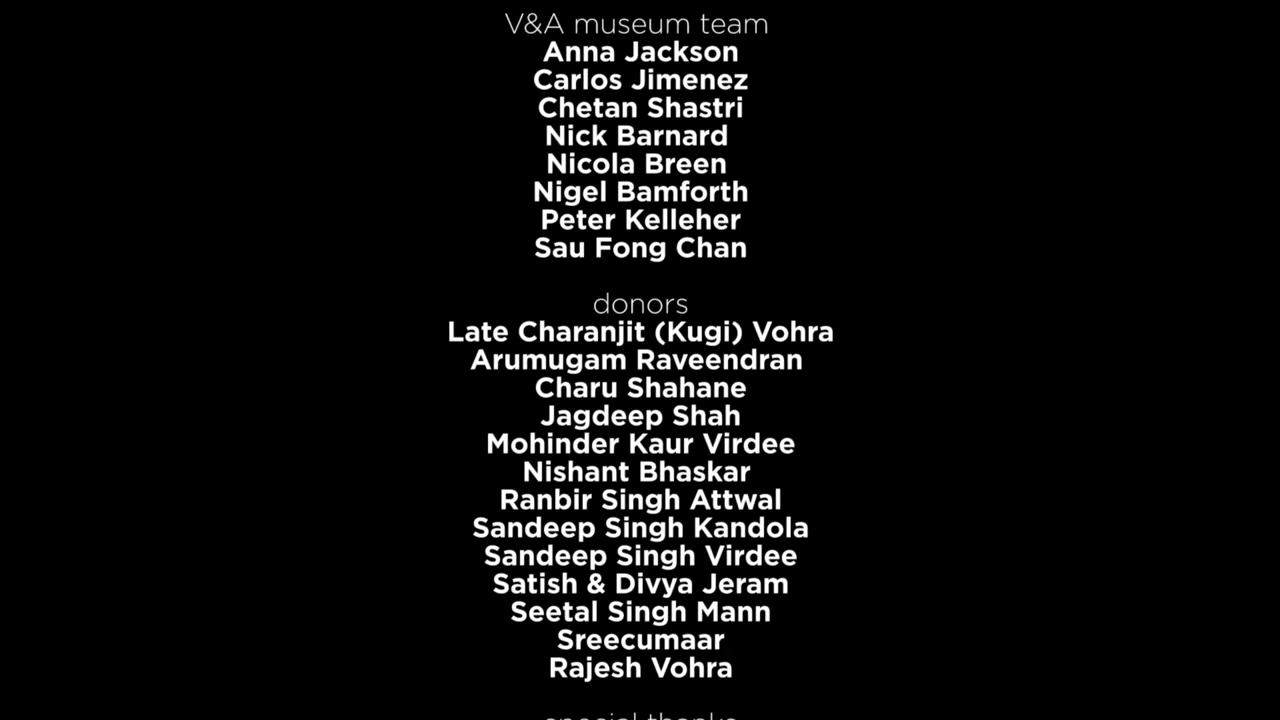 V&A museum team
Anna Jackson
Carlos Jimenez
Chetan Shastri
Nick Barnard
Nicola Breen
Nigel Bamforth
Peter Kelleher
Sau Fong Chan
donors
Late Charanjit (Kugi) Vohra
Arumugam Raveendran
Charu Shahane
Jagdeep Shah
Mohinder Kaur Virdee
Nishant Bhaskar
Ranbir Singh Attwal
Sandeep Singh Kandola
Sandeep Singh Virdee
Satish & Divya Jeram
Seetal Singh Mann
Sreecumaar
Rajesh Vohra
special thanks